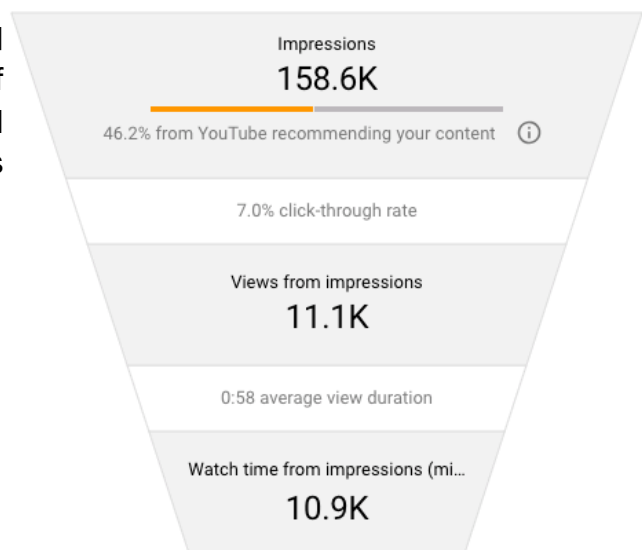 Impressions
158.6K
46.2% from YouTube recommending your content
7.0% click-through rate
Views from impressions
11.1K
0:58 average view duration
Watch time from impressions (mi...
10.9K